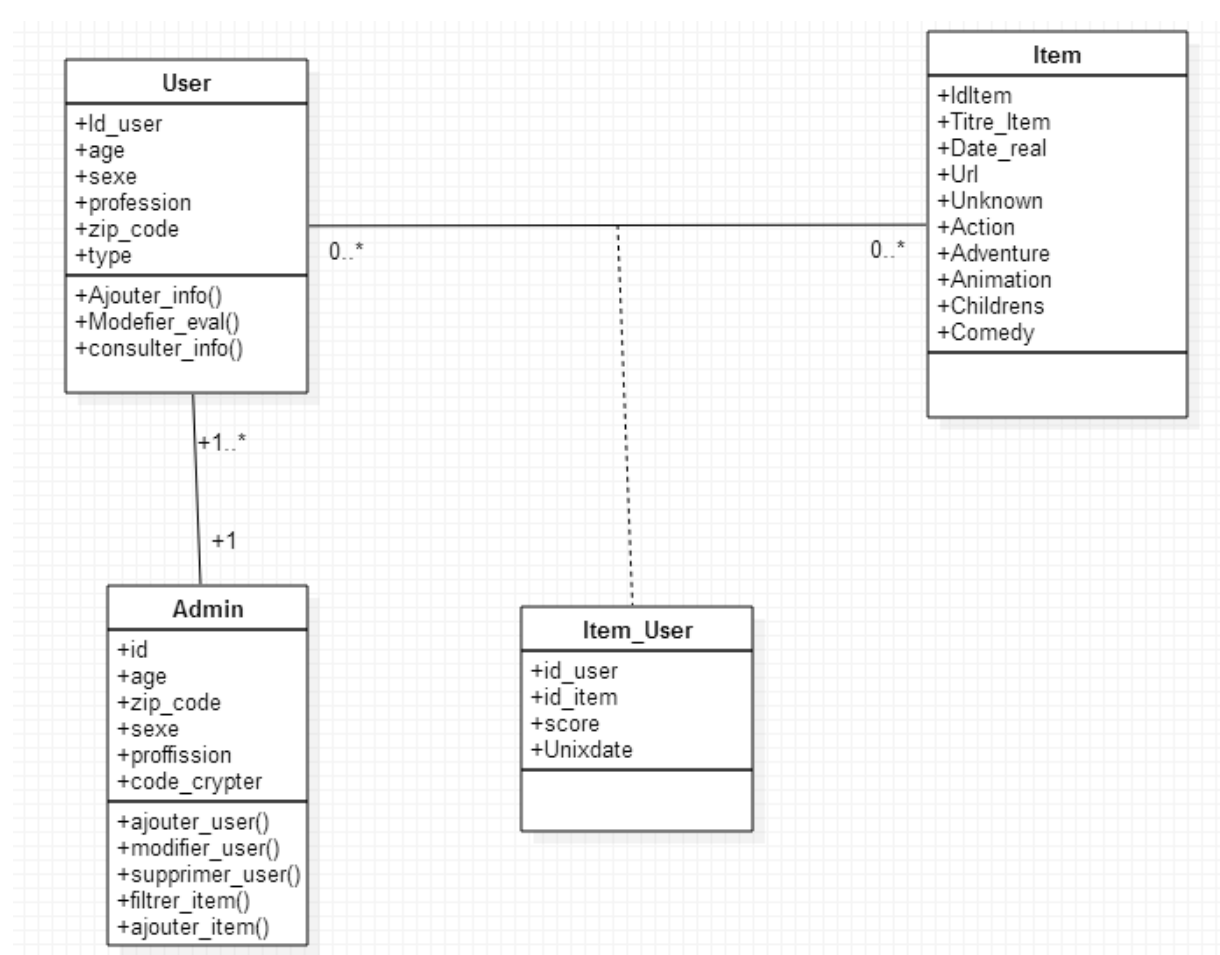 User
+Id_user
+age
+sexe
+profession
+zip_code
+type
+Ajouter_info()
+Modefier_eval()
+consulter_info()
0..*
0..*
Item
+IdItem
+Titre_Item
+Date_real
+Url
+Unknown
+Action
+Adventure
+Animation
+Childrens
+Comedy
+1..*
+1
Admin
+id
+age
+zip_code
+sexe
+proffission
+code_crypter
+ajouter_user()
+modifier_user()
+supprimer_user()
+filtrer_item()
+ajouter_item()
Item_User
+id_user
+id_item
+score
+Unixdate